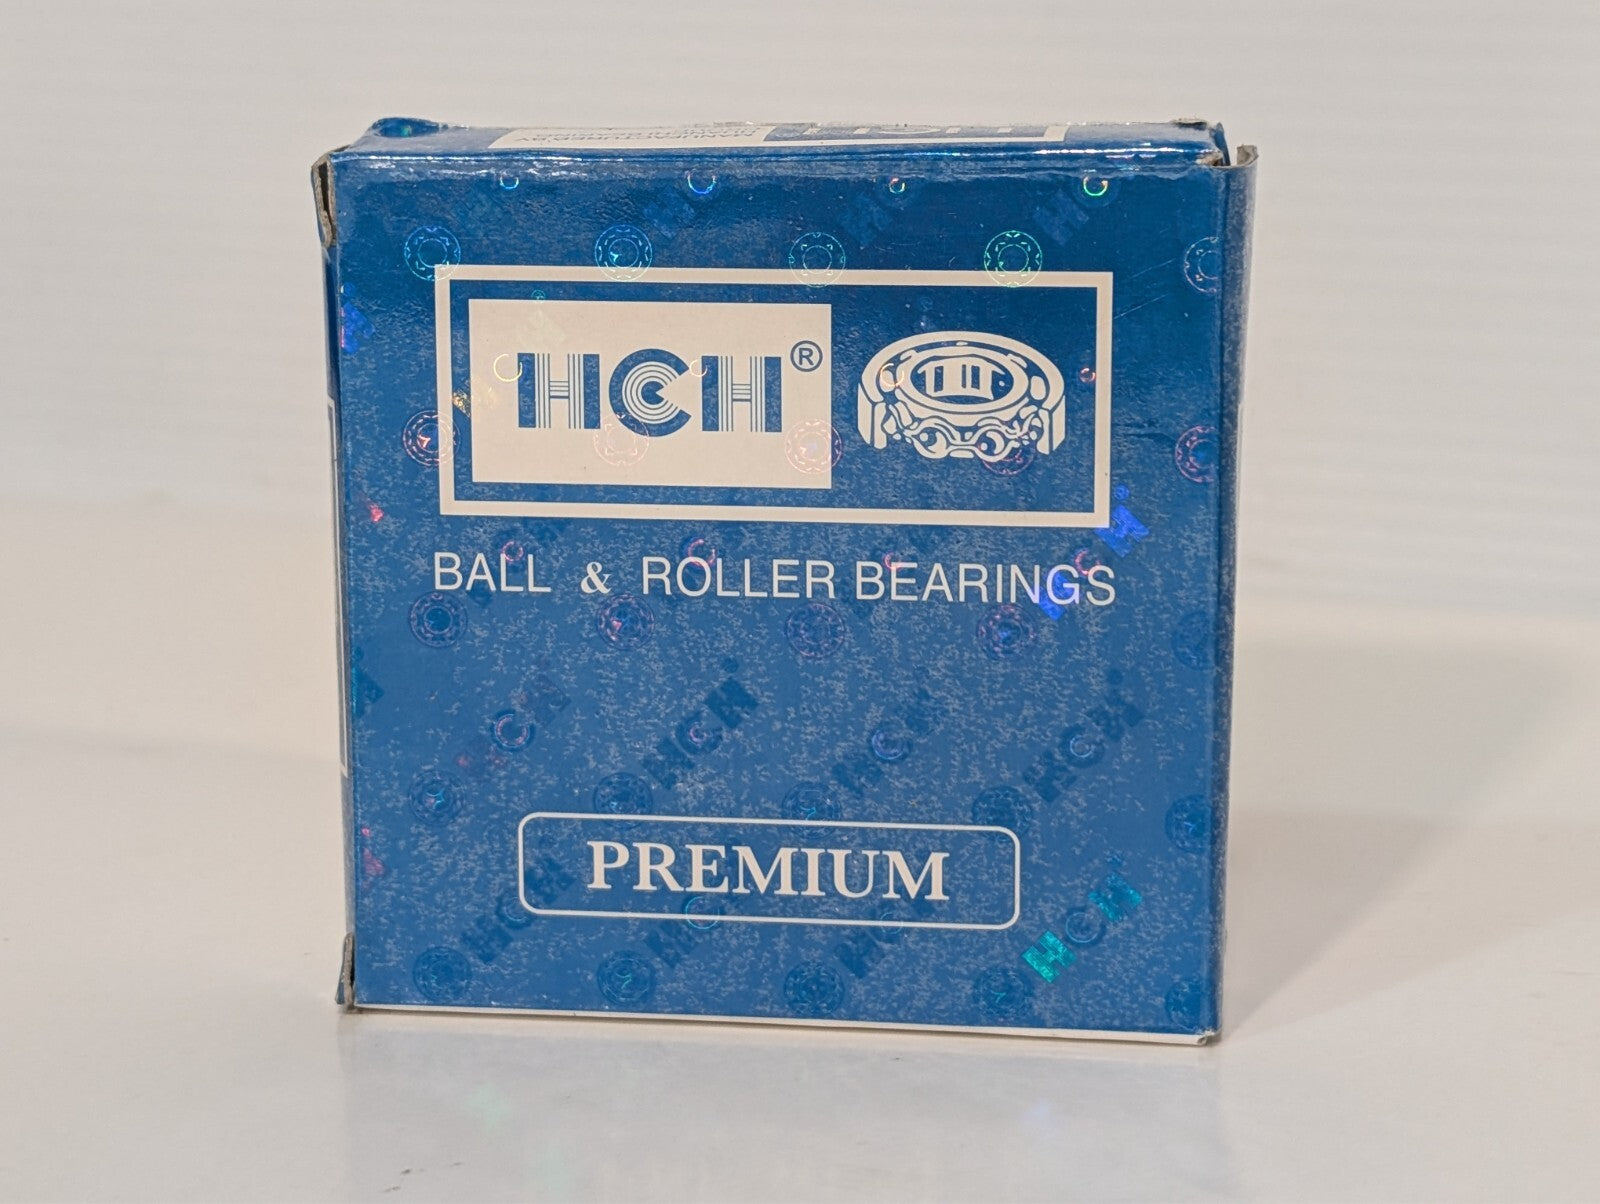 HCH®
BALL & ROLLER BEARINGS
PREMIUM